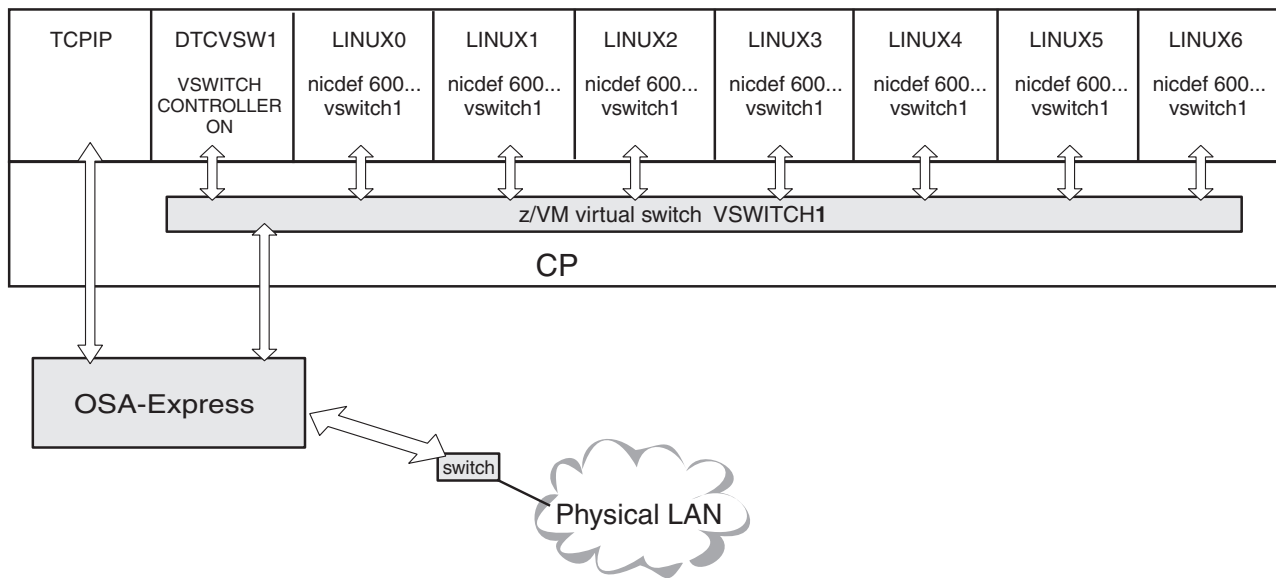 TCPIP
DTCVSW1
VSWITCH
CONTROLLER
ON
LINUX0
nicdef 600...
vswitch1
LINUX1
nicdef 600...
vswitch1
LINUX2
nicdef 600...
vswitch1
LINUX3
nicdef 600...
vswitch1
LINUX4
nicdef 600...
vswitch1
LINUX5
nicdef 600...
vswitch1
LINUX6
nicdef 600...
vswitch1
z/VM virtual switch VSWITCH1
CP
OSA-Express
switch
Physical LAN